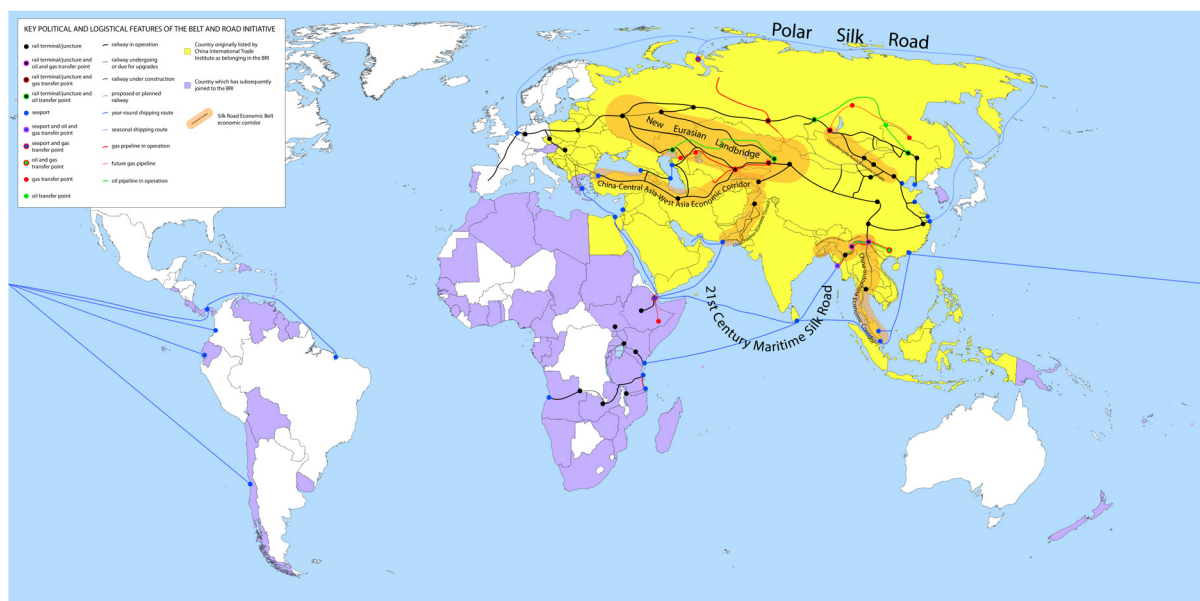 KEY POLITICAL AND LOGISTICAL FEATURES OF THE BELT AND ROAD INITIATIVE
rail terminal/juncture
rail terminal/juncture and
oil and gas transfer point
rail terminal/juncture and
gas transfer point
rail terminal/juncture and
oil transfer point
seaport
seaport and oil and
gas transfer point
seaport and gas
transfer point
oil and gas
transfer point
gas transfer point
oil transfer point
railway in operation
railway undergoing
or due for upgrades
railway under construction
proposed or planned
railway
year-round shipping route
seasonal shipping route
gas pipeline in operation
future gas pipeline
oil pipeline in operation
Country originally listed by
China International Trade
Institute as belonging in the BRI
Country which has subsequently
joined to the BRI
Silk Road Economic Belt
economic corridor
Polar Silk Road
New Eurasian
Landbridge
China-Central Asia-West Asia Economic Corridor
21st Century Maritime Silk Road